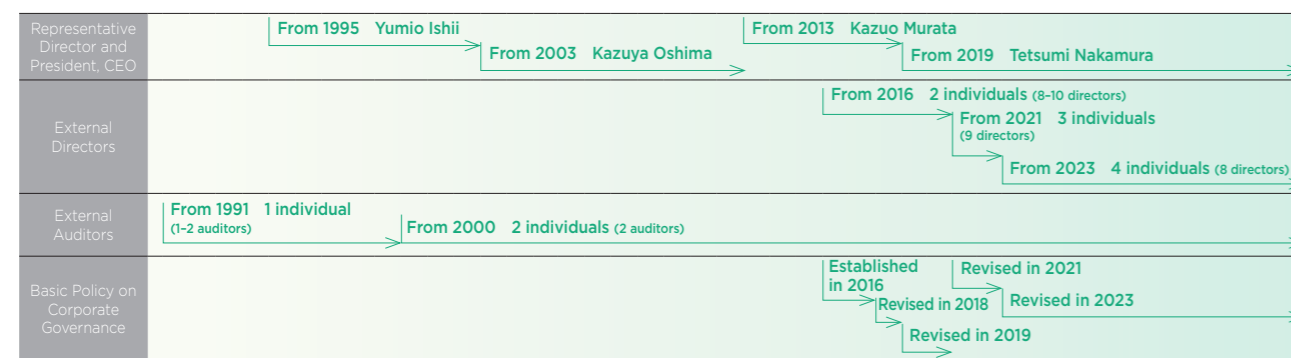 Representative
Director and
President, CEO
From 1995 Yumio Ishii
From 2003 Kazuya Oshima
From 2013 Kazuo Murata
From 2019 Tetsumi Nakamura
External
Directors
From 2016 2 individuals (8–10 directors)
From 2021 3 individuals
(9 directors)
From 2023 4 individuals (8 directors)
External
Auditors
From 1991 1 individual
(1–2 auditors)
From 2000 2 individuals (2 auditors)
Basic Policy on
Corporate
Governance
Established
in 2016
Revised in 2018
Revised in 2019
Revised in 2021
Revised in 2023